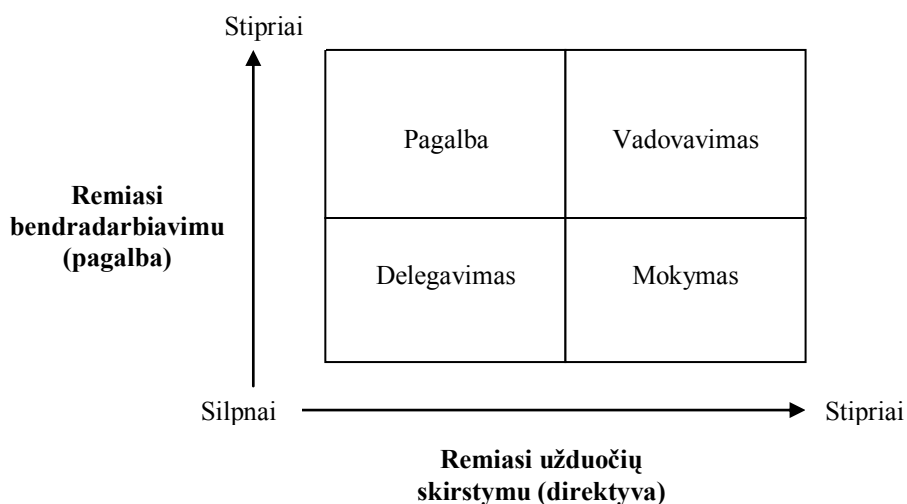 Stipriai
Pagalba
Vadovavimas
Remiasi
bendradarbiavimu
(pagalba)
Delegavimas
Mokymas
Silpnai
Stipriai
Remiasi užduočių
skirstymu (direktyva)